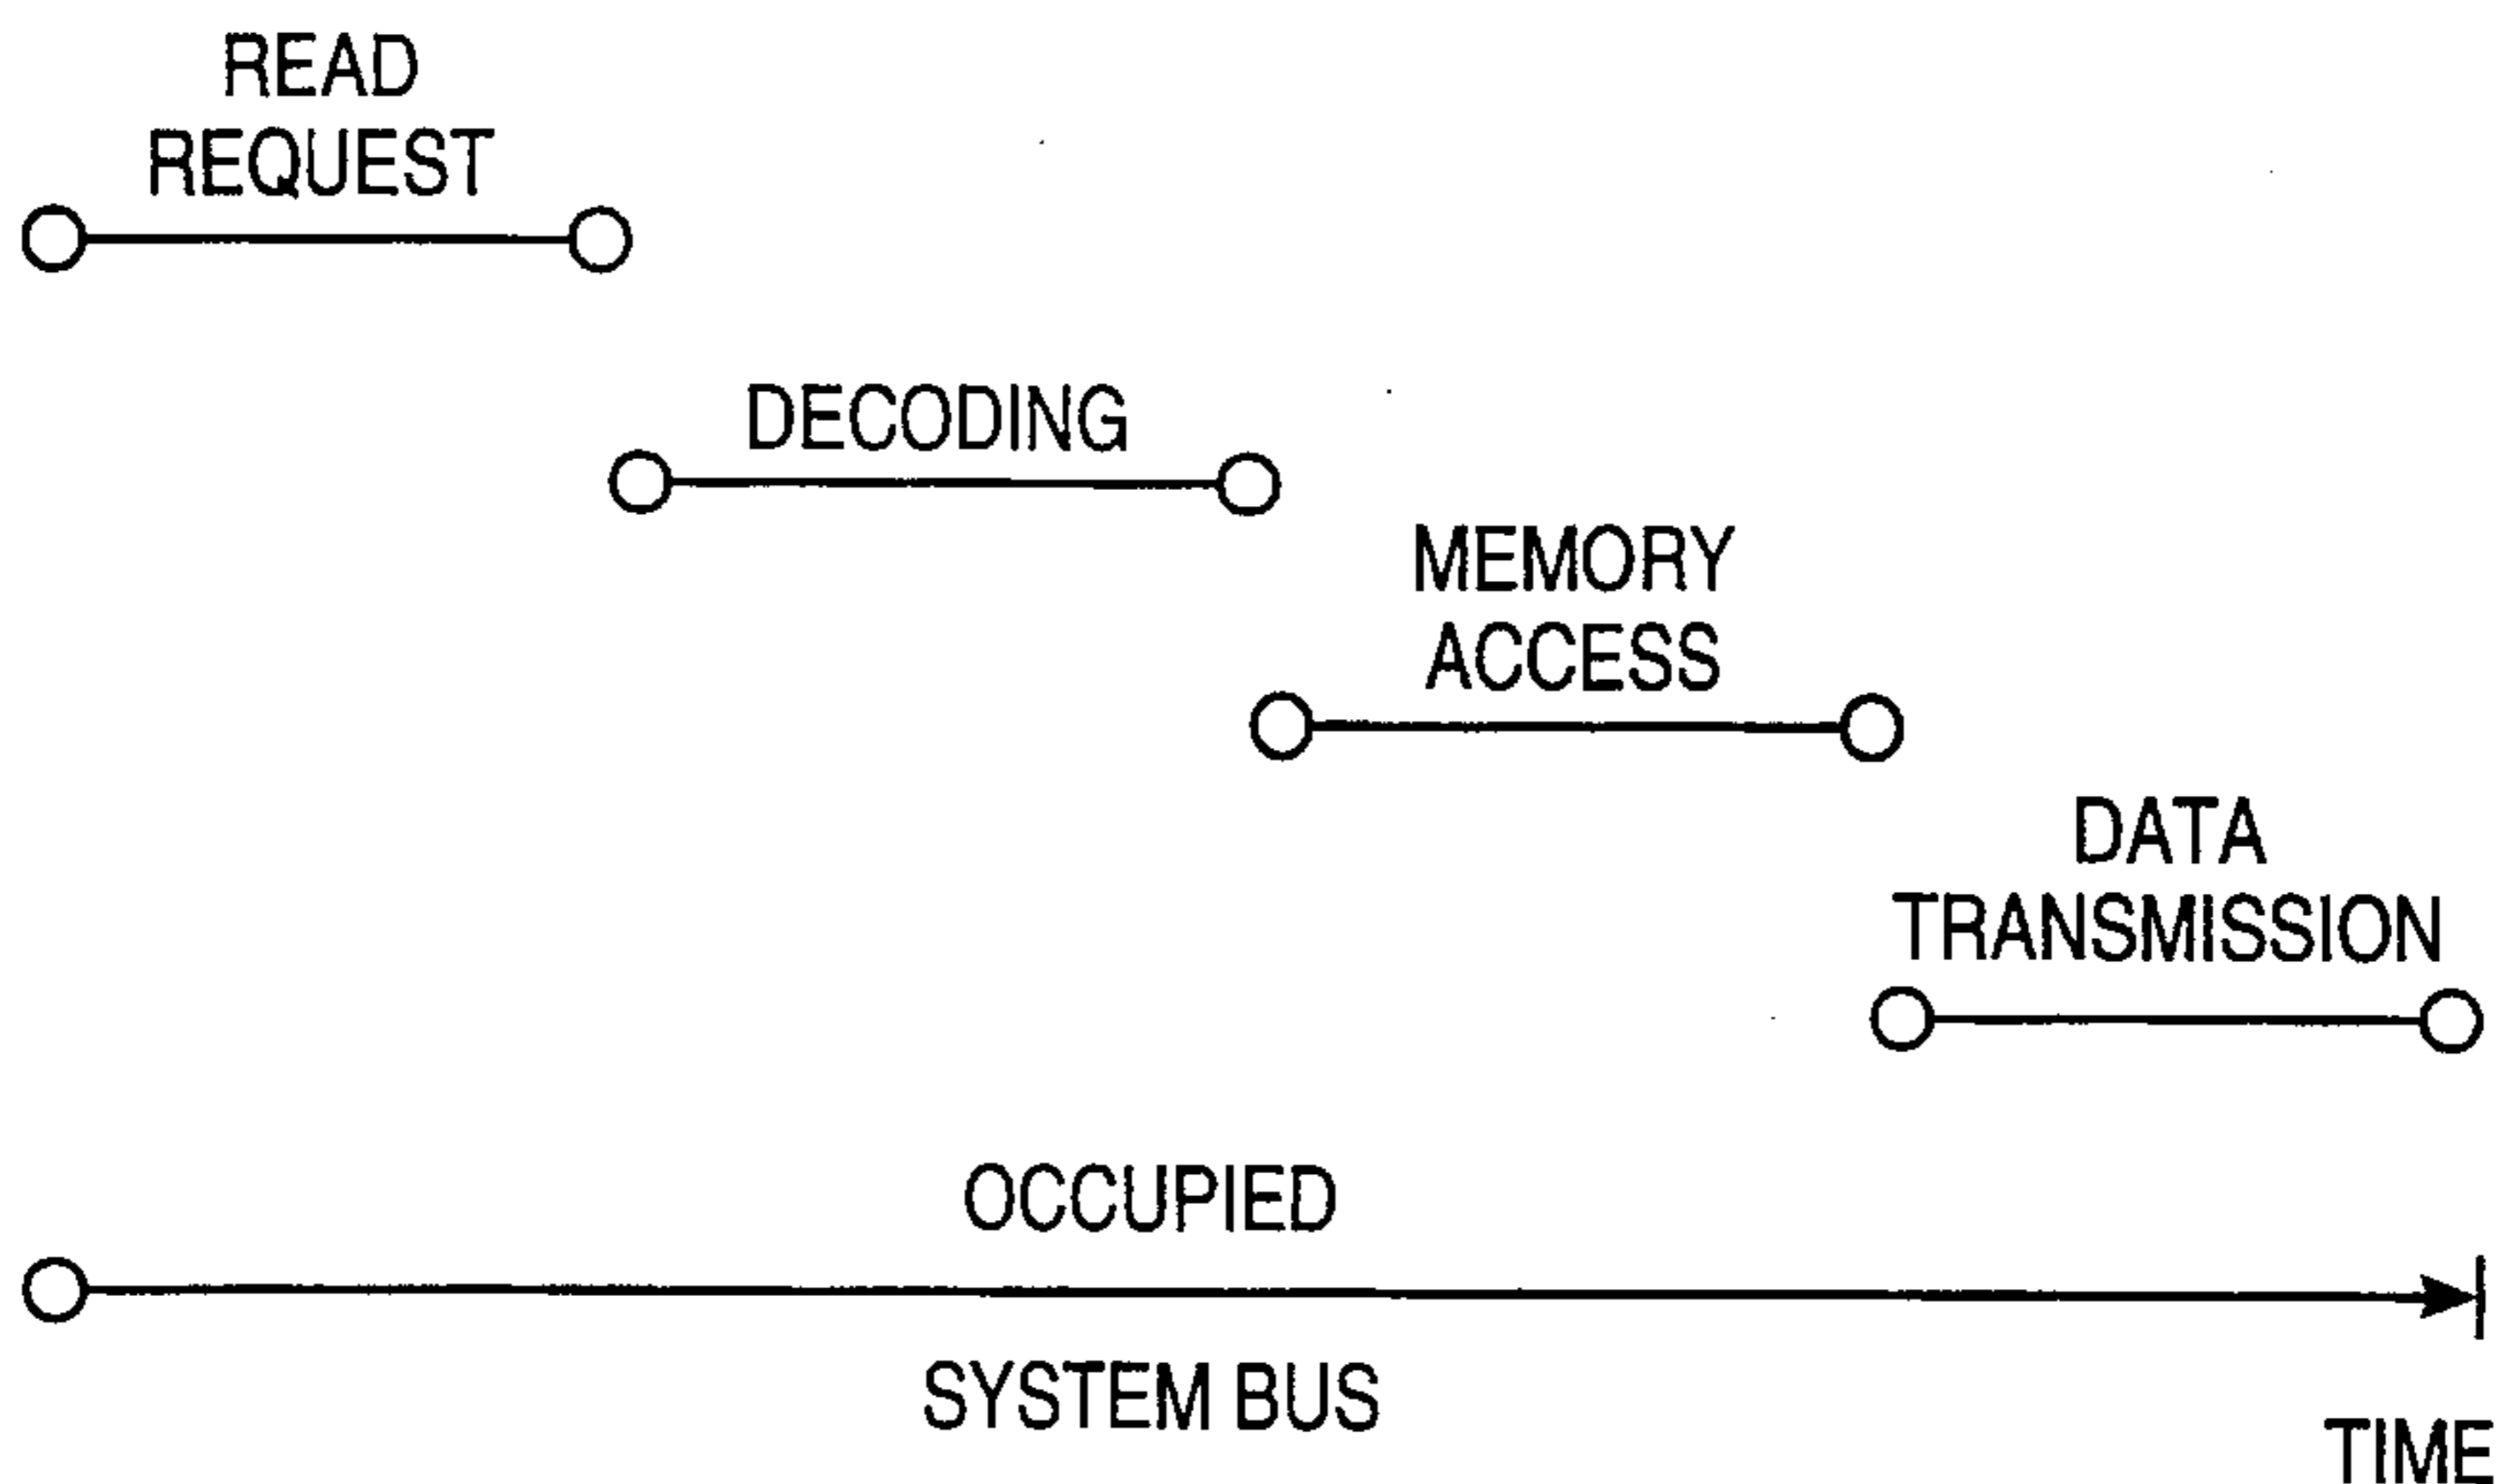 READ
REQUEST
DECODING
MEMORY
ACCESS
DATA
TRANSMISSION
OCCUPIED
SYSTEM BUS
TIME